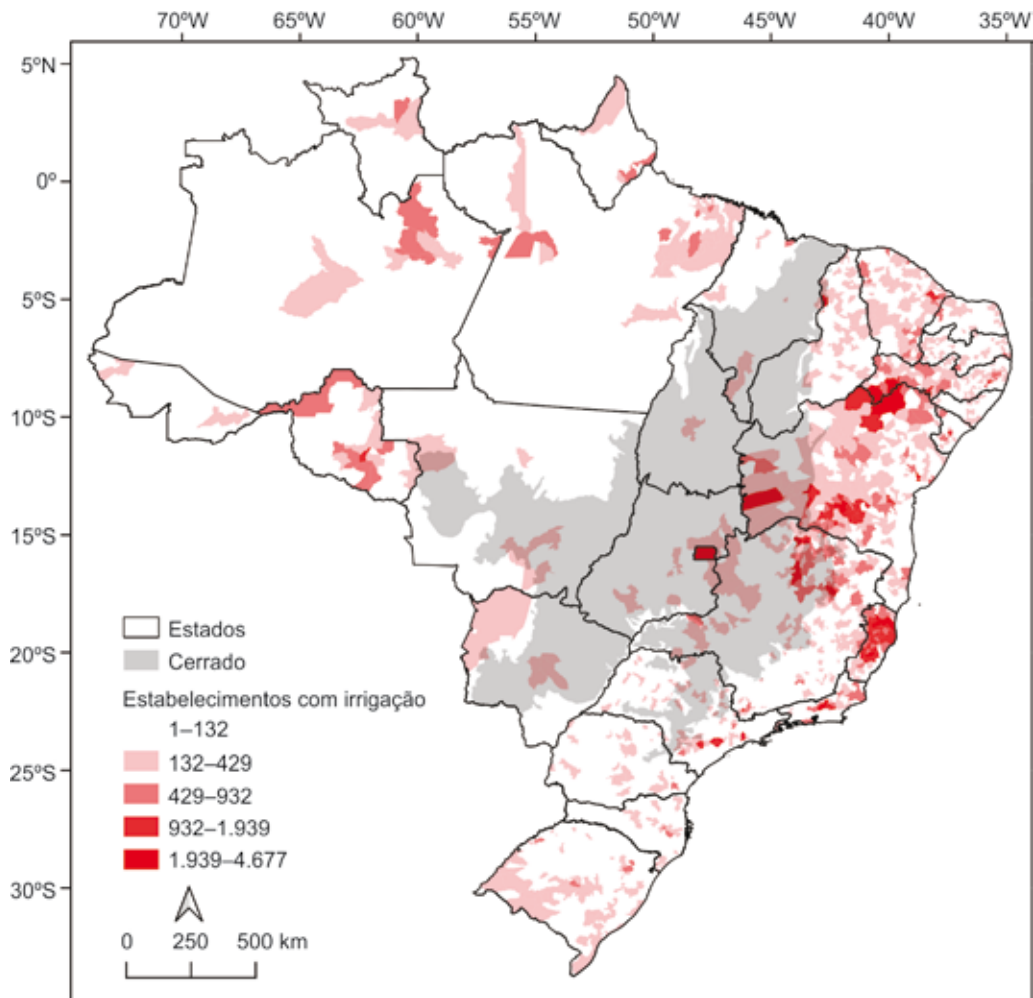 70ºW 65ºW 60ºW 55ºW 50ºW 45ºW 40ºW 35ºW
5ºN
0º
5ºS
10ºS
15ºS
20ºS
25ºS
30ºS
Estados
Cerrado
Estabelecimentos com irrigação
1–132
132–429
429–932
932–1.939
1.939–4.677
0 250 500 km